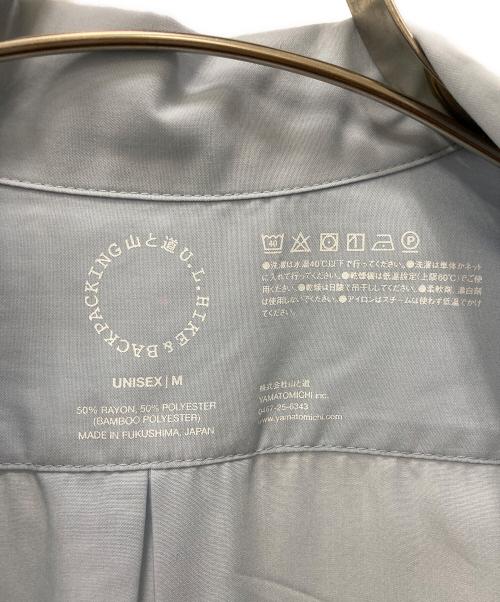 山と道 U.L. HIKE & BACKPACKING
UNISEX | M
50% RAYON, 50% POLYESTER
(BAMBOO POLYESTER)
MADE IN FUKUSHIMA, JAPAN
40
P
●洗濯は水温40℃以下で行ってください。●洗濯は単体かネット
に入れて行ってください。●乾燥機は低温設定(上限60℃)でご使
用ください。●乾燥は日陰で吊干ししてください。●柔軟剤、漂白剤
は使用しないでください。●アイロンはスチームは使わず低温でかけ
てください。
株式会社山と道
YAMATOMICHI inc.
0467-25-6343
www.yamatomichi.com